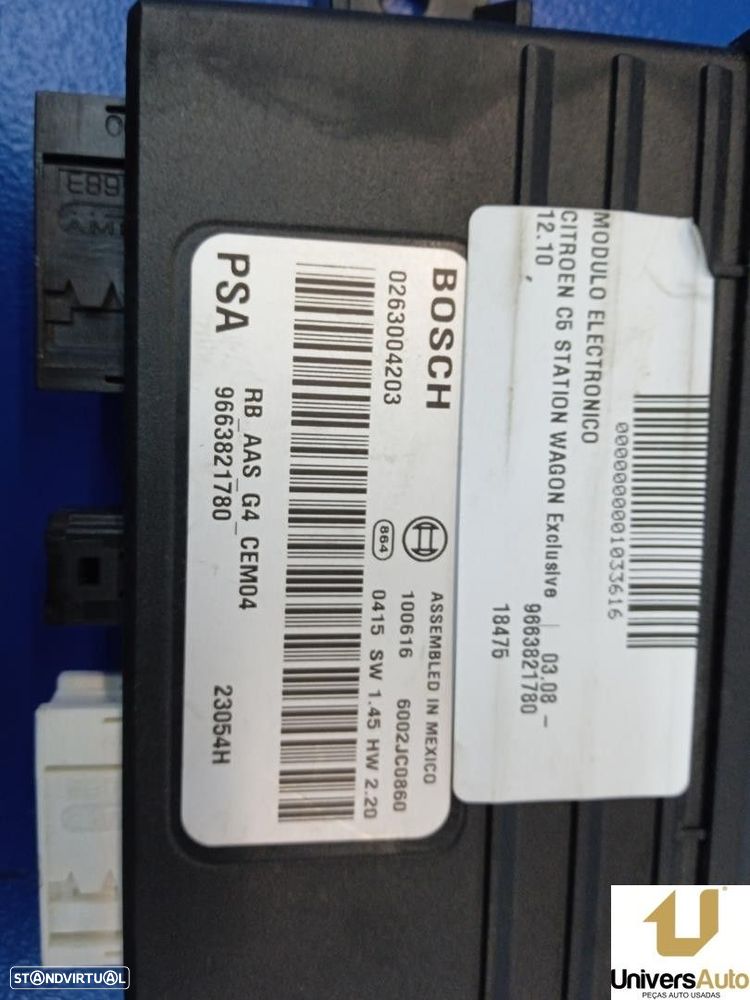 BOSCH
0263004203
ASSEMBLED IN MEXICO
864
100616 6002JC0860
0415 SW 1.45 HW 2.20
RB_AAS_G4_CEM04
9663821780
23054H
PSA
00000000001033616
MODULO ELECTRONICO
CITROEN C5 STATION WAGON Exclusive | 03.08 -
12.10 ,
9663821780
18476
STANDVIRTUAL
UniversAuto
PEÇAS AUTO USADAS